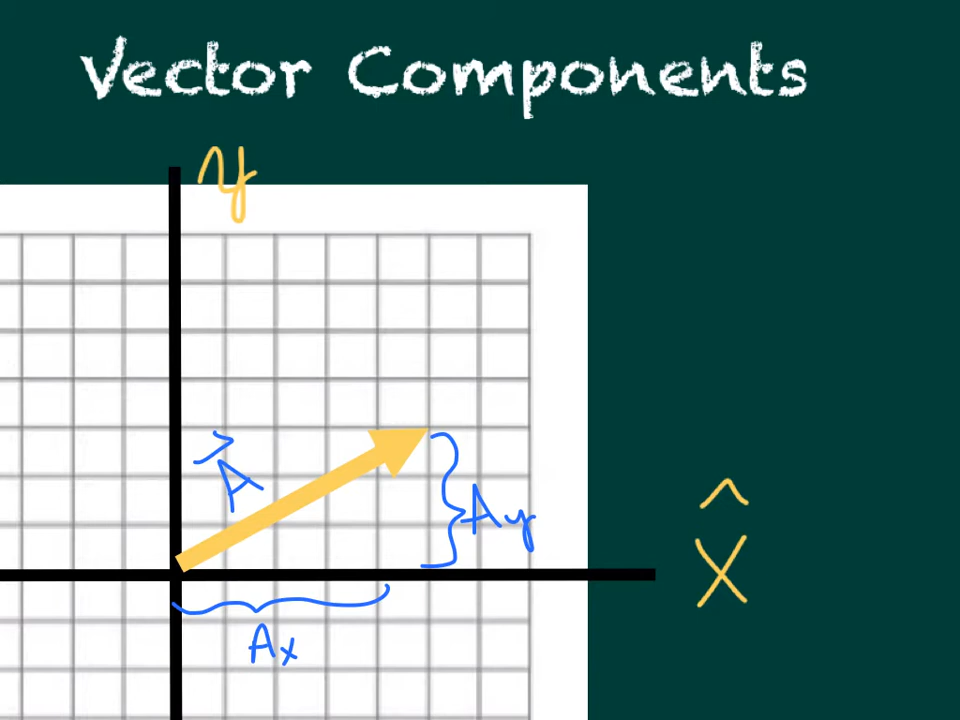 Vector Components
y
A⃗
Ay
x̂
Ax